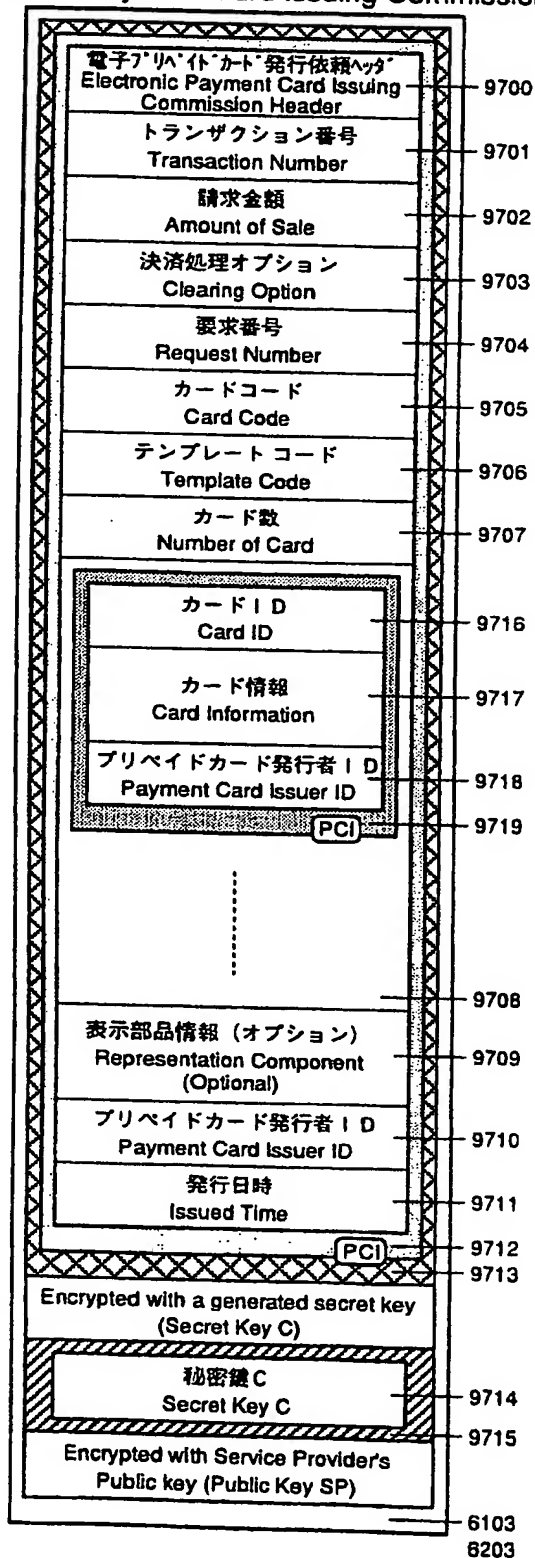 Card Issuing Commission
電子プリペイドカード発行依頼ヘッダ
Electronic Payment Card Issuing
Commission Header
9700
トランザクション番号
Transaction Number
9701
請求金額
Amount of Sale
9702
決済処理オプション
Clearing Option
9703
要求番号
Request Number
9704
カードコード
Card Code
9705
テンプレート コード
Template Code
9706
カード数
Number of Card
9707
カードID
Card ID
9716
カード情報
Card Information
9717
プリペイドカード発行者ID
Payment Card Issuer ID
9718
PCI
9719
9708
表示部品情報（オプション）
Representation Component
(Optional)
9709
プリペイドカード発行者ID
Payment Card Issuer ID
9710
発行日時
Issued Time
9711
PCI
9712
9713
Encrypted with a generated secret key
(Secret Key C)
秘密鍵C
Secret Key C
9714
9715
Encrypted with Service Provider's
Public key (Public Key SP)
6103
6203